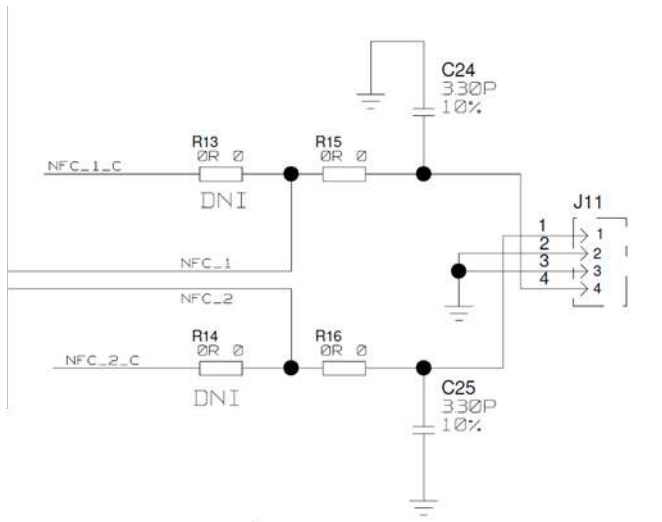 C24
330P
10%
R13
0R 0
R15
0R 0
NFC_1_C
DNI
J11
1
2
3
4
1
2
3
4
NFC_1
NFC_2
R14
0R 0
R16
0R 0
NFC_2_C
DNI
C25
330P
10%